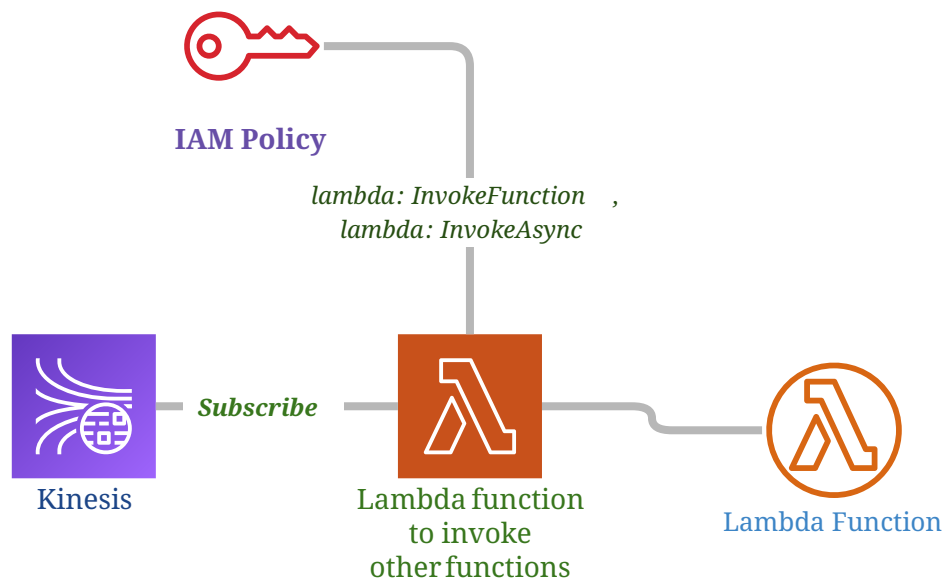 IAM Policy
lambda: InvokeFunction ,
lambda: InvokeAsync
Subscribe
Kinesis
Lambda function
to invoke
other functions
Lambda Function